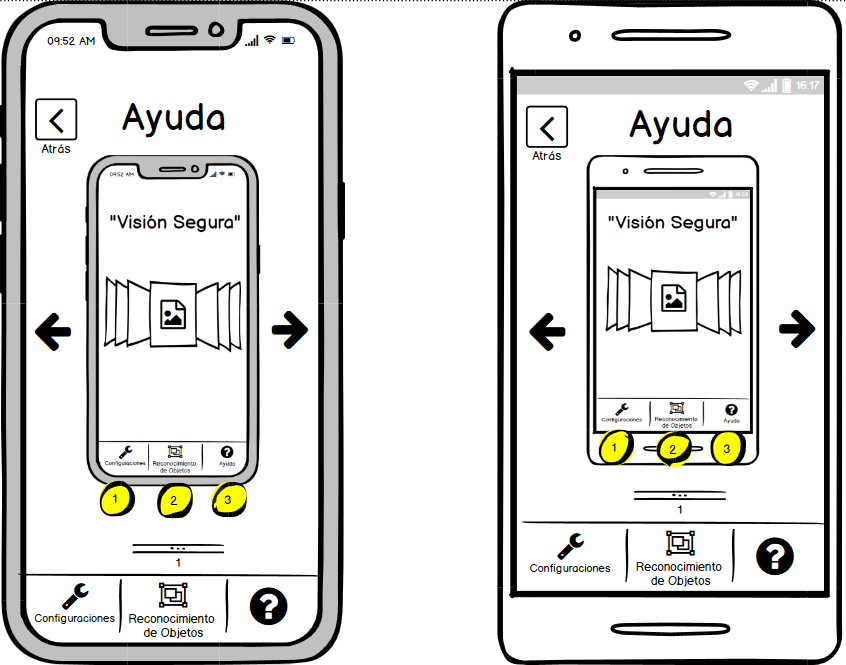 09:52 AM
Ayuda
Atrás
09:52 AM
"Visión Segura"
Configuraciones
Reconocimiento
de Objetos
Ayuda
1
2
3
1
Configuraciones
Reconocimiento
de Objetos
?
16:17
Ayuda
Atrás
"Visión Segura"
Configuraciones
Reconocimiento
de Objetos
Ayuda
1
2
3
1
Configuraciones
Reconocimiento
de Objetos
?